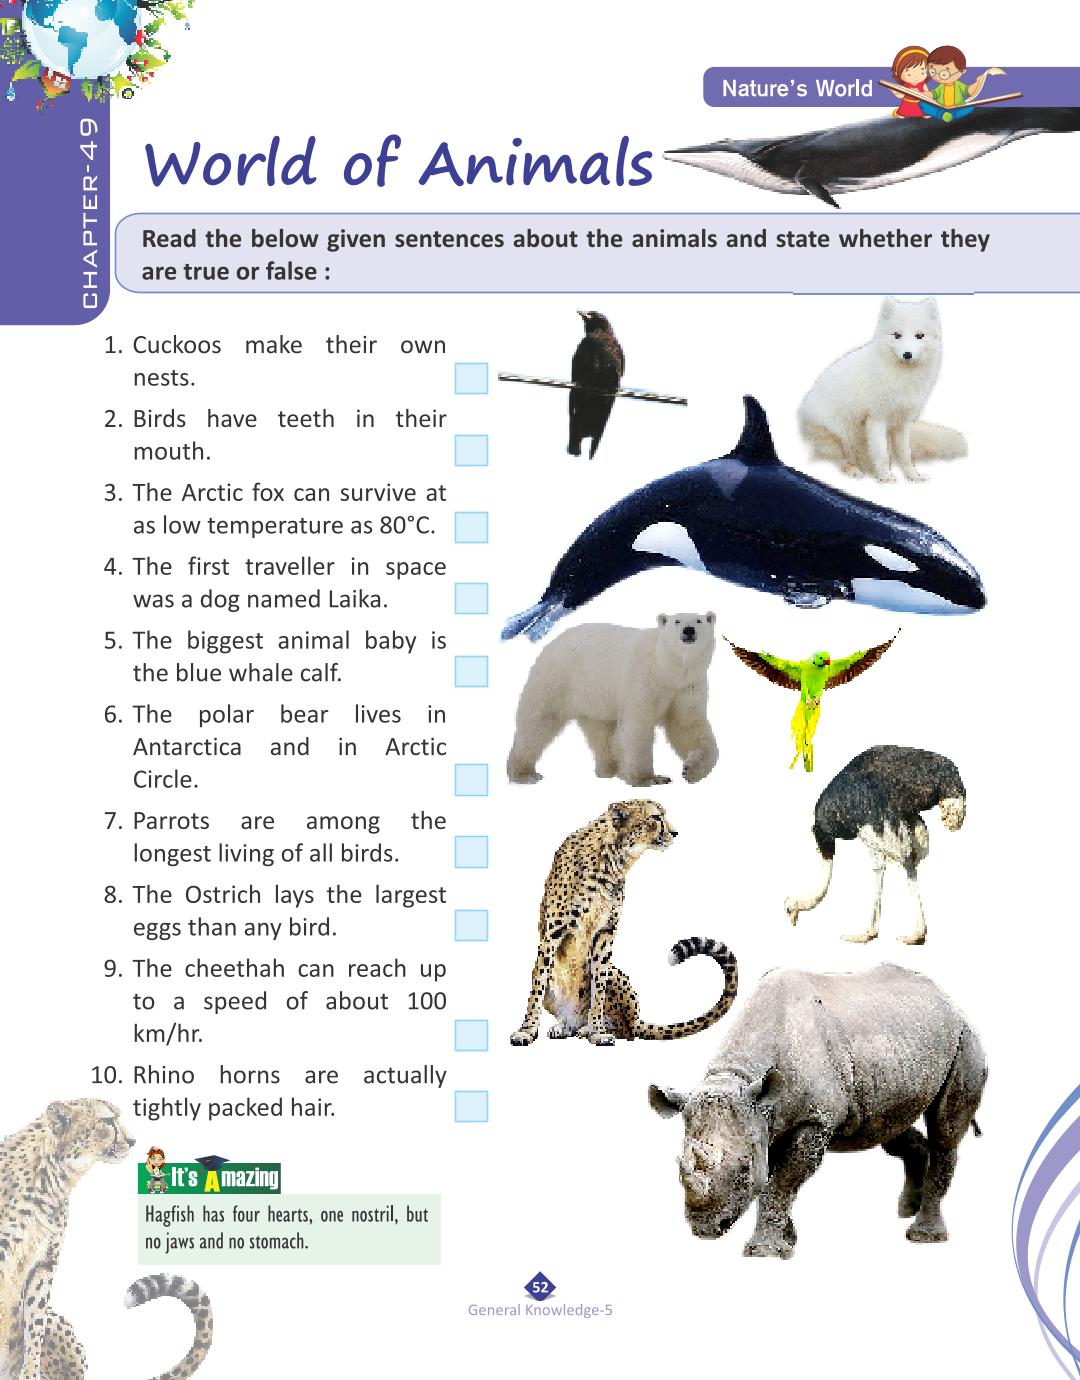 Nature's World
CHAPTER-49
World of Animals
Read the below given sentences about the animals and state whether they
are true or false :
1. Cuckoos make their own
nests.
2. Birds have teeth in their
mouth.
3. The Arctic fox can survive at
as low temperature as 80°C.
4. The first traveller in space
was a dog named Laika.
5. The biggest animal baby is
the blue whale calf.
6. The polar bear lives in
Antarctica and in Arctic
Circle.
7. Parrots are among the
longest living of all birds.
8. The Ostrich lays the largest
eggs than any bird.
9. The cheethah can reach up
to a speed of about 100
km/hr.
10. Rhino horns are actually
tightly packed hair.
It's Amazing
Hagfish has four hearts, one nostril, but
no jaws and no stomach.
52
General Knowledge-5